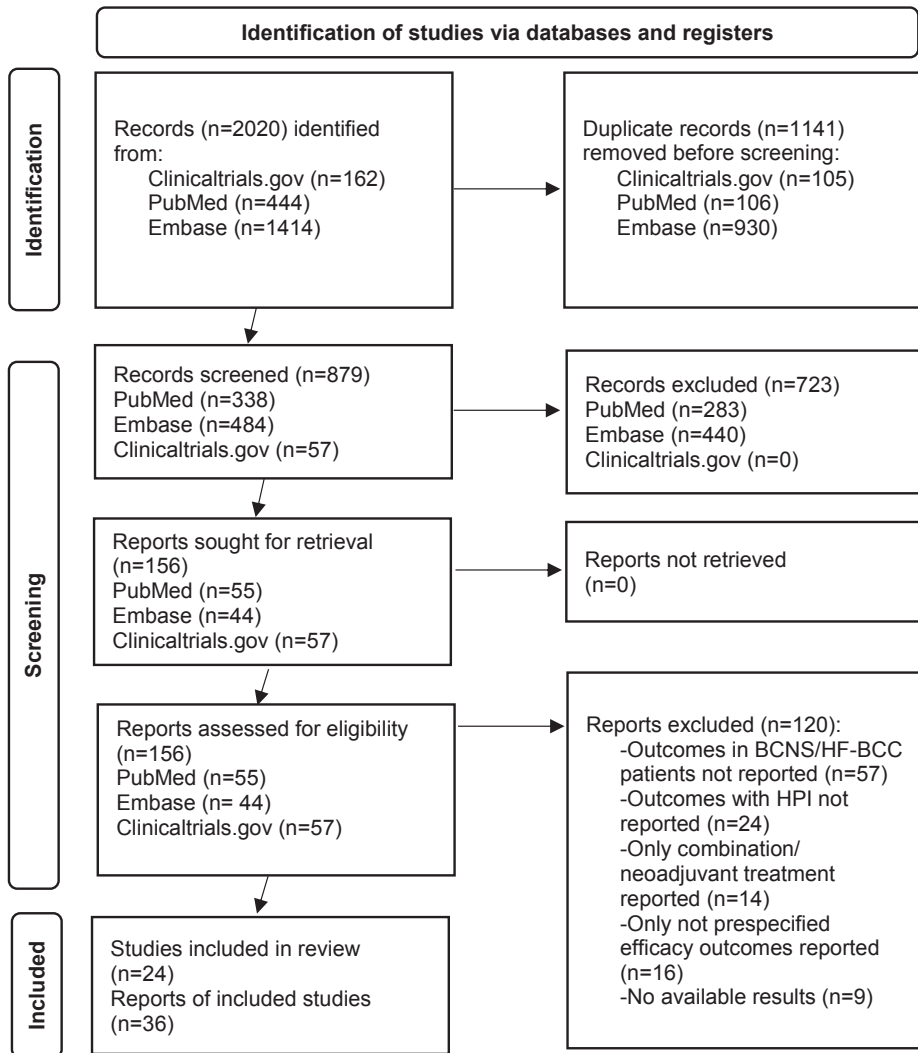 Identification of studies via databases and registers
Identification
Records (n=2020) identified
from:
Clinicaltrials.gov (n=162)
PubMed (n=444)
Embase (n=1414)
Duplicate records (n=1141)
removed before screening:
Clinicaltrials.gov (n=105)
PubMed (n=106)
Embase (n=930)
Screening
Records screened (n=879)
PubMed (n=338)
Embase (n=484)
Clinicaltrials.gov (n=57)
Records excluded (n=723)
PubMed (n=283)
Embase (n=440)
Clinicaltrials.gov (n=0)
Reports sought for retrieval
(n=156)
PubMed (n=55)
Embase (n=44)
Clinicaltrials.gov (n=57)
Reports not retrieved
(n=0)
Reports assessed for eligibility
(n=156)
PubMed (n=55)
Embase (n= 44)
Clinicaltrials.gov (n=57)
Reports excluded (n=120):
-Outcomes in BCNS/HF-BCC
patients not reported (n=57)
-Outcomes with HPI not
reported (n=24)
-Only combination/
neoadjuvant treatment
reported (n=14)
-Only not prespecified
efficacy outcomes reported
(n=16)
-No available results (n=9)
Included
Studies included in review
(n=24)
Reports of included studies
(n=36)